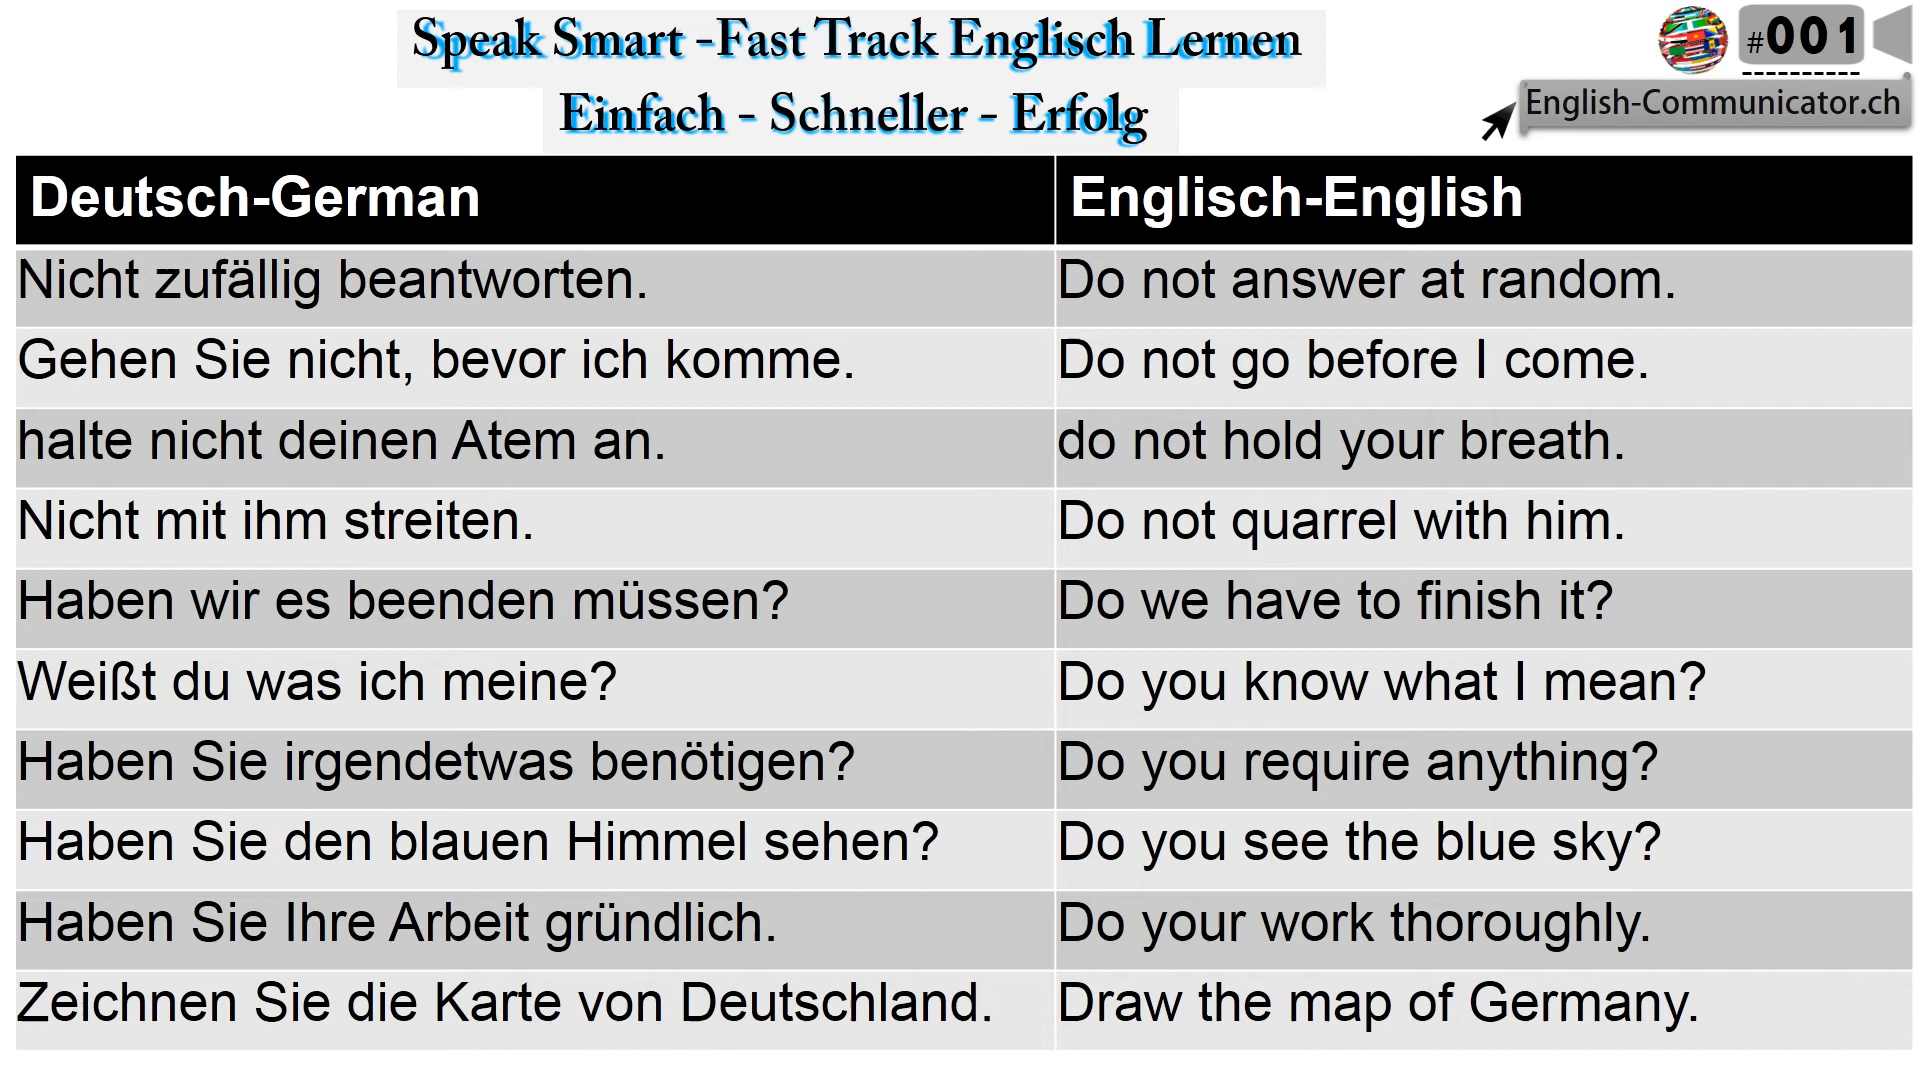 Speak Smart -Fast Track Englisch Lernen
Einfach - Schneller - Erfolg
#001
English-Communicator.ch
Deutsch-German Englisch-English
Nicht zufällig beantworten. Do not answer at random.
Gehen Sie nicht, bevor ich komme. Do not go before I come.
halte nicht deinen Atem an. do not hold your breath.
Nicht mit ihm streiten. Do not quarrel with him.
Haben wir es beenden müssen? Do we have to finish it?
Weißt du was ich meine? Do you know what I mean?
Haben Sie irgendetwas benötigen? Do you require anything?
Haben Sie den blauen Himmel sehen? Do you see the blue sky?
Haben Sie Ihre Arbeit gründlich. Do your work thoroughly.
Zeichnen Sie die Karte von Deutschland. Draw the map of Germany.